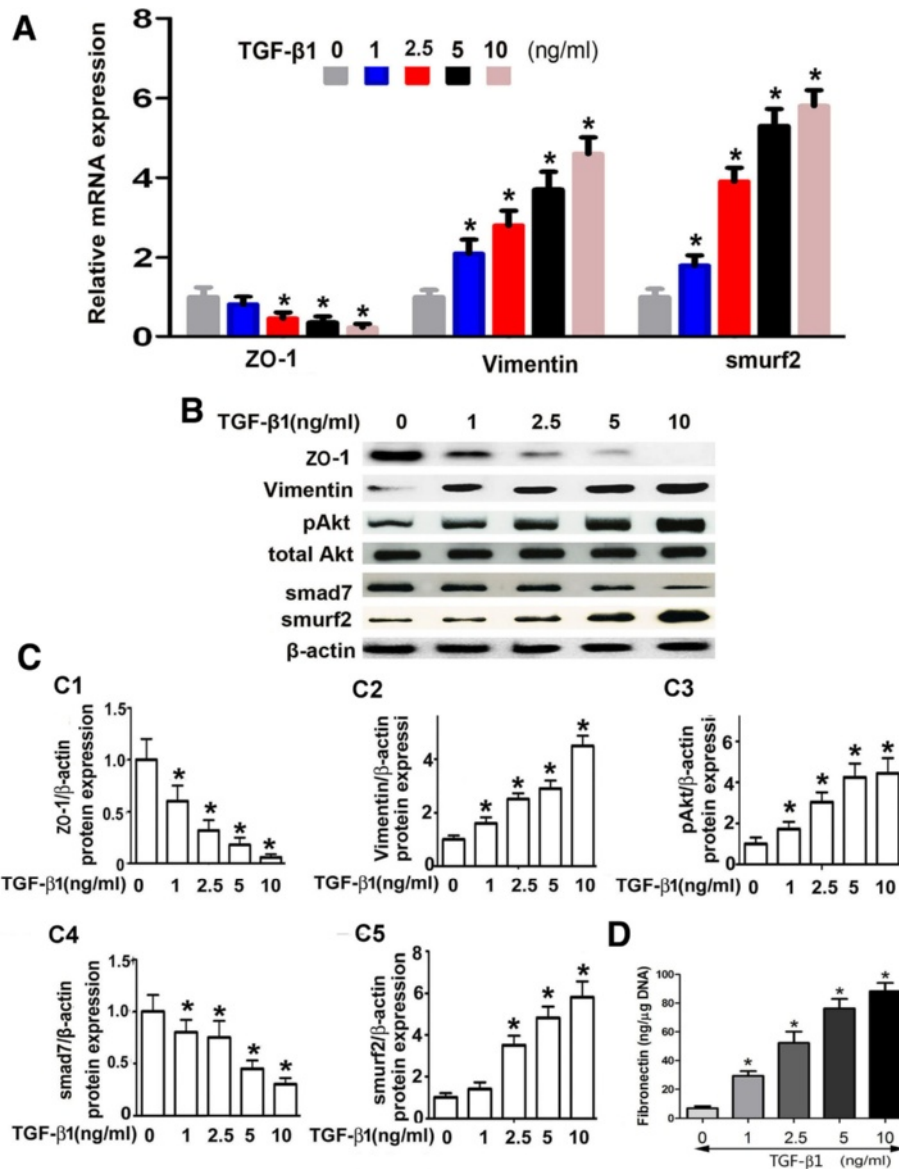 A
8
6
4
2
0
Relative mRNA expression
TGF-β1 0 1 2.5 5 10 (ng/ml)
* * *
* * * *
* * * *
ZO-1 Vimentin smurf2
B
TGF-β1(ng/ml) 0 1 2.5 5 10
ZO-1
Vimentin
pAkt
total Akt
smad7
smurf2
β-actin
C
C1
ZO-1/β-actin
protein expression
1.5
1.0
0.5
0
* * * *
TGF-β1(ng/ml) 0 1 2.5 5 10
C2
Vimentin/β-actin
protein expression
4
2
0
* * * *
TGF-β1(ng/ml) 0 1 2.5 5 10
C3
pAkt/β-actin
protein expressi
6
4
2
0
* * * *
TGF-β1(ng/ml) 0 1 2.5 5 10
C4
smad7/β-actin
protein expression
1.5
1.0
0.5
0.0
* * * *
TGF-β1(ng/ml) 0 1 2.5 5 10
C5
smurf2/β-actin
protein expression
8
6
4
2
0
* * *
TGF-β1(ng/ml) 0 1 2.5 5 10
D
Fibronectin (ng/μg DNA)
100
80
60
40
20
0
* * * *
0 1 2.5 5 10
TGF-β1 (ng/ml)